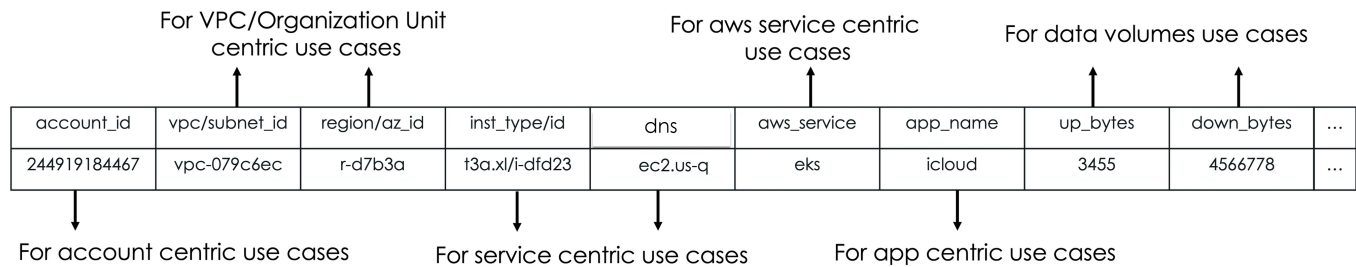 For VPC/Organization Unit
centric use cases
For aws service centric
use cases
For data volumes use cases
account_id vpc/subnet_id region/az_id inst_type/id dns aws_service app_name up_bytes down_bytes ...
244919184467 vpc-079c6ec r-d7b3a t3a.xl/i-dfd23 ec2.us-q eks icloud 3455 4566778 ...
For account centric use cases
For service centric use cases
For app centric use cases